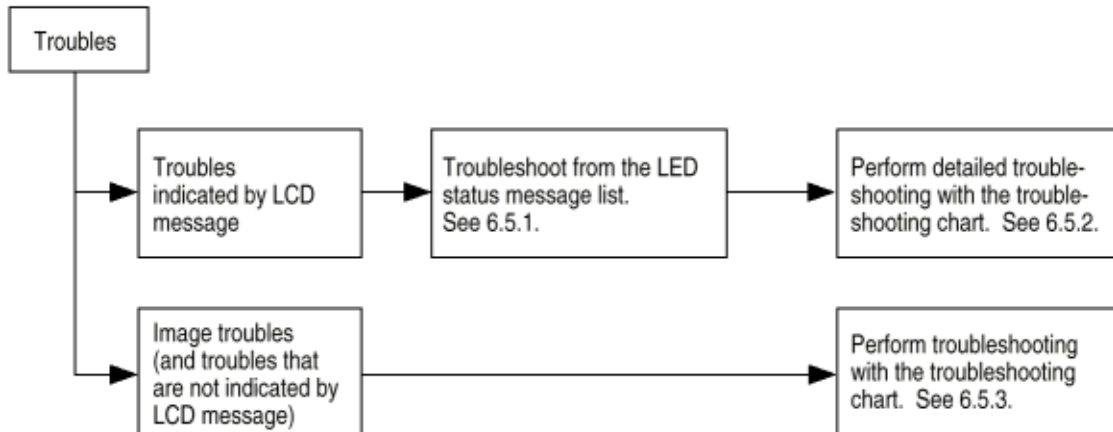 Troubles
Troubles
indicated by LCD
message
Troubleshoot from the LED
status message list.
See 6.5.1.
Perform detailed trouble-
shooting with the trouble-
shooting chart. See 6.5.2.
Image troubles
(and troubles that
are not indicated by
LCD message)
Perform troubleshooting
with the troubleshooting
chart. See 6.5.3.